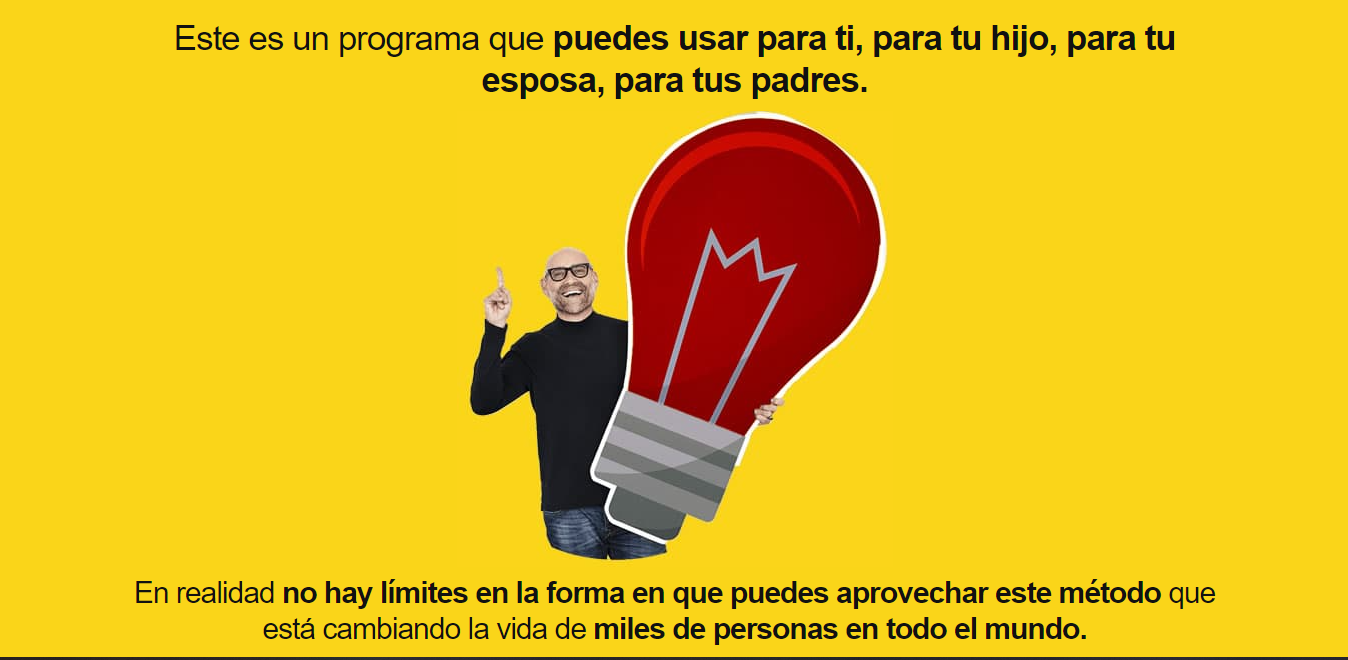 Este es un programa que puedes usar para ti, para tu hijo, para tu
esposa, para tus padres.
En realidad no hay límites en la forma en que puedes aprovechar este método que
está cambiando la vida de miles de personas en todo el mundo.